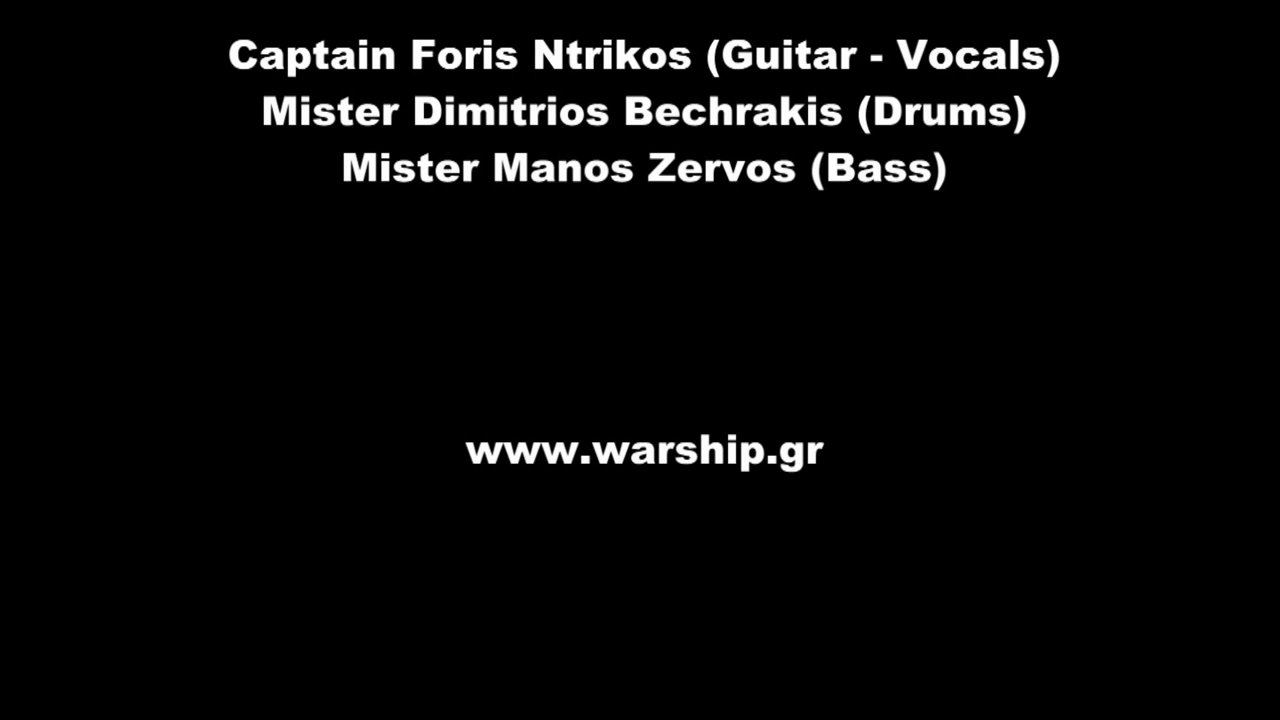 Captain Foris Ntrikos (Guitar - Vocals)
Mister Dimitrios Bechrakis (Drums)
Mister Manos Zervos (Bass)
www.warship.gr